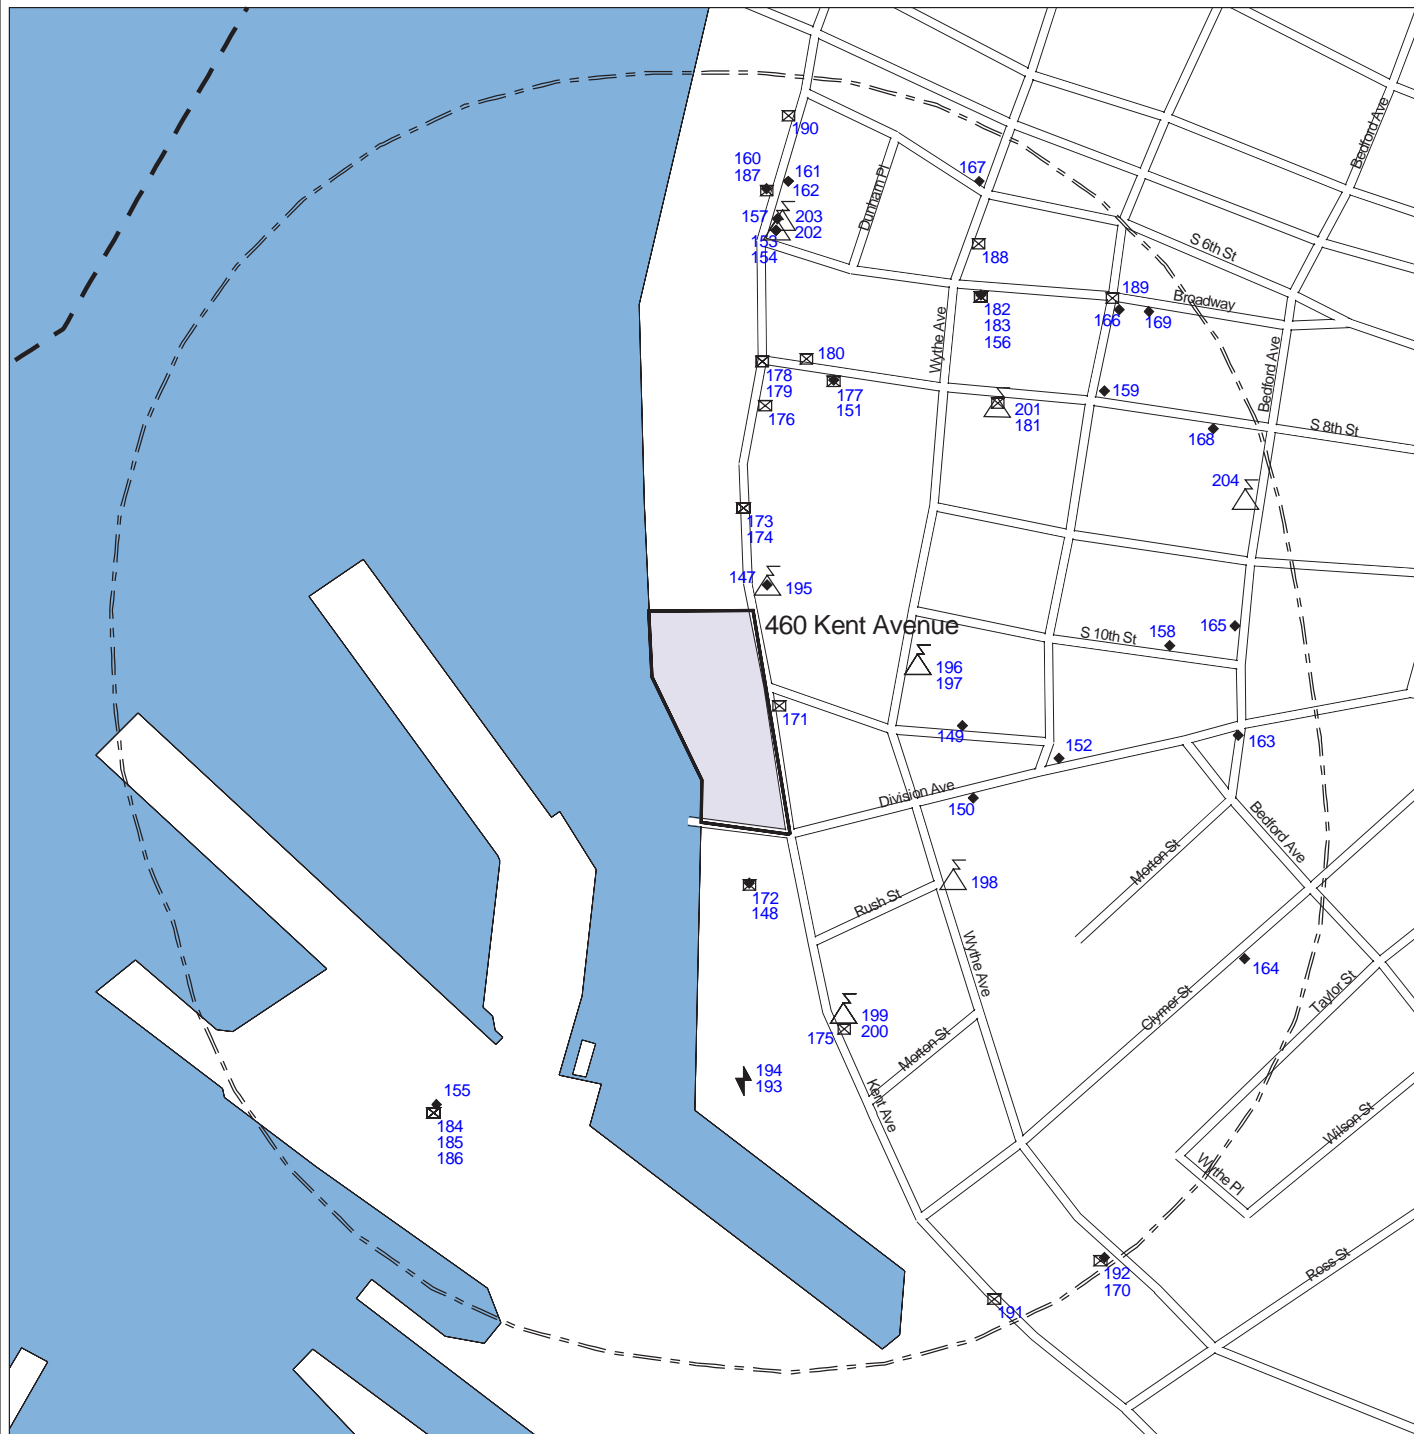 190
Bedford Ave
160
187
161
162
167
Dunham Pl
157
203
202
153
154
188
S 6th St
189
Broadway
166
169
182
183
156
Wythe Ave
Bedford Ave
180
178
179
176
177
151
159
201
181
168
S 8th St
204
173
174
147
195
460 Kent Avenue
165
S 10th St
158
196
197
171
149
152
163
Division Ave
150
Bedford Ave
Morton St
198
172
148
Rush St
Wythe Ave
164
Taylor St
Clymer St
199
200
175
Morton St
194
193
Kent Ave
155
184
185
186
Wilson St
Wythe Pl
Ross St
192
170
191